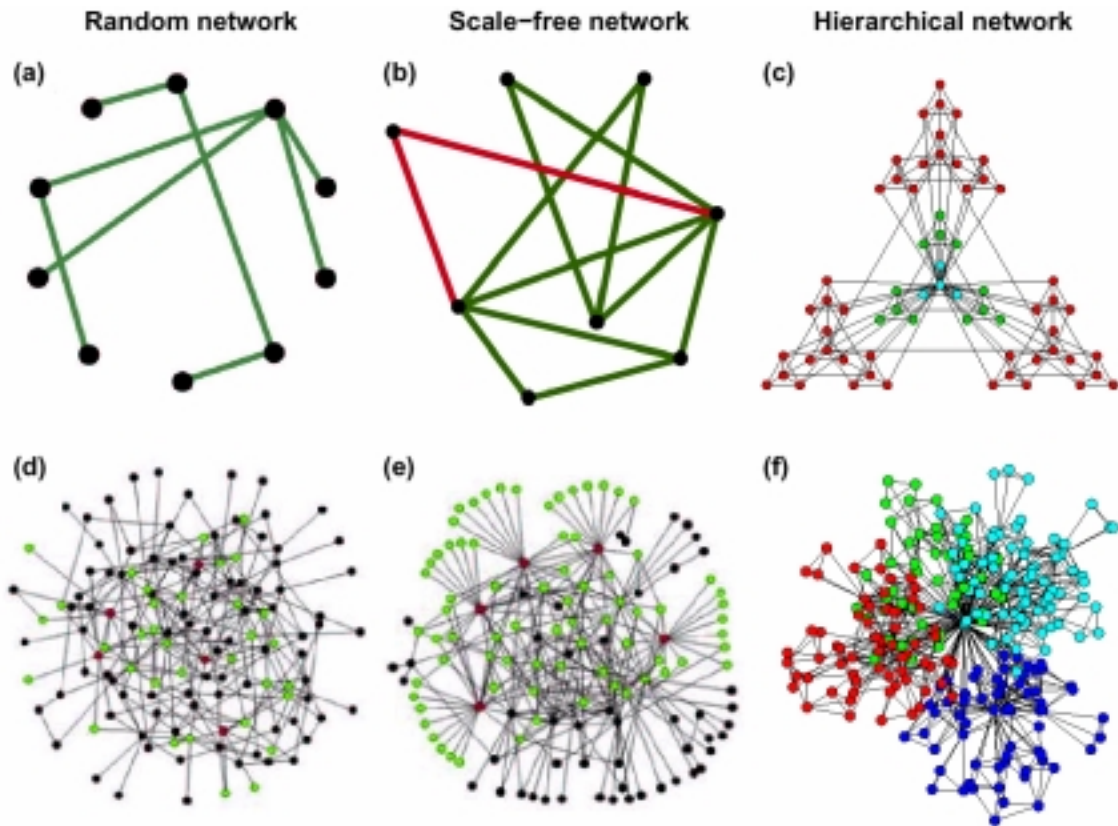 Random network
Scale-free network
Hierarchical network
(a)
(b)
(c)
(d)
(e)
(f)